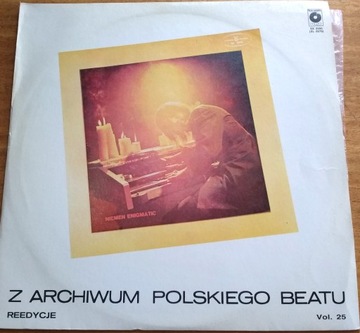 NIEMEN ENIGMATIC
Z ARCHIWUM POLSKIEGO BEATU
REEDYCJE
Vol. 25